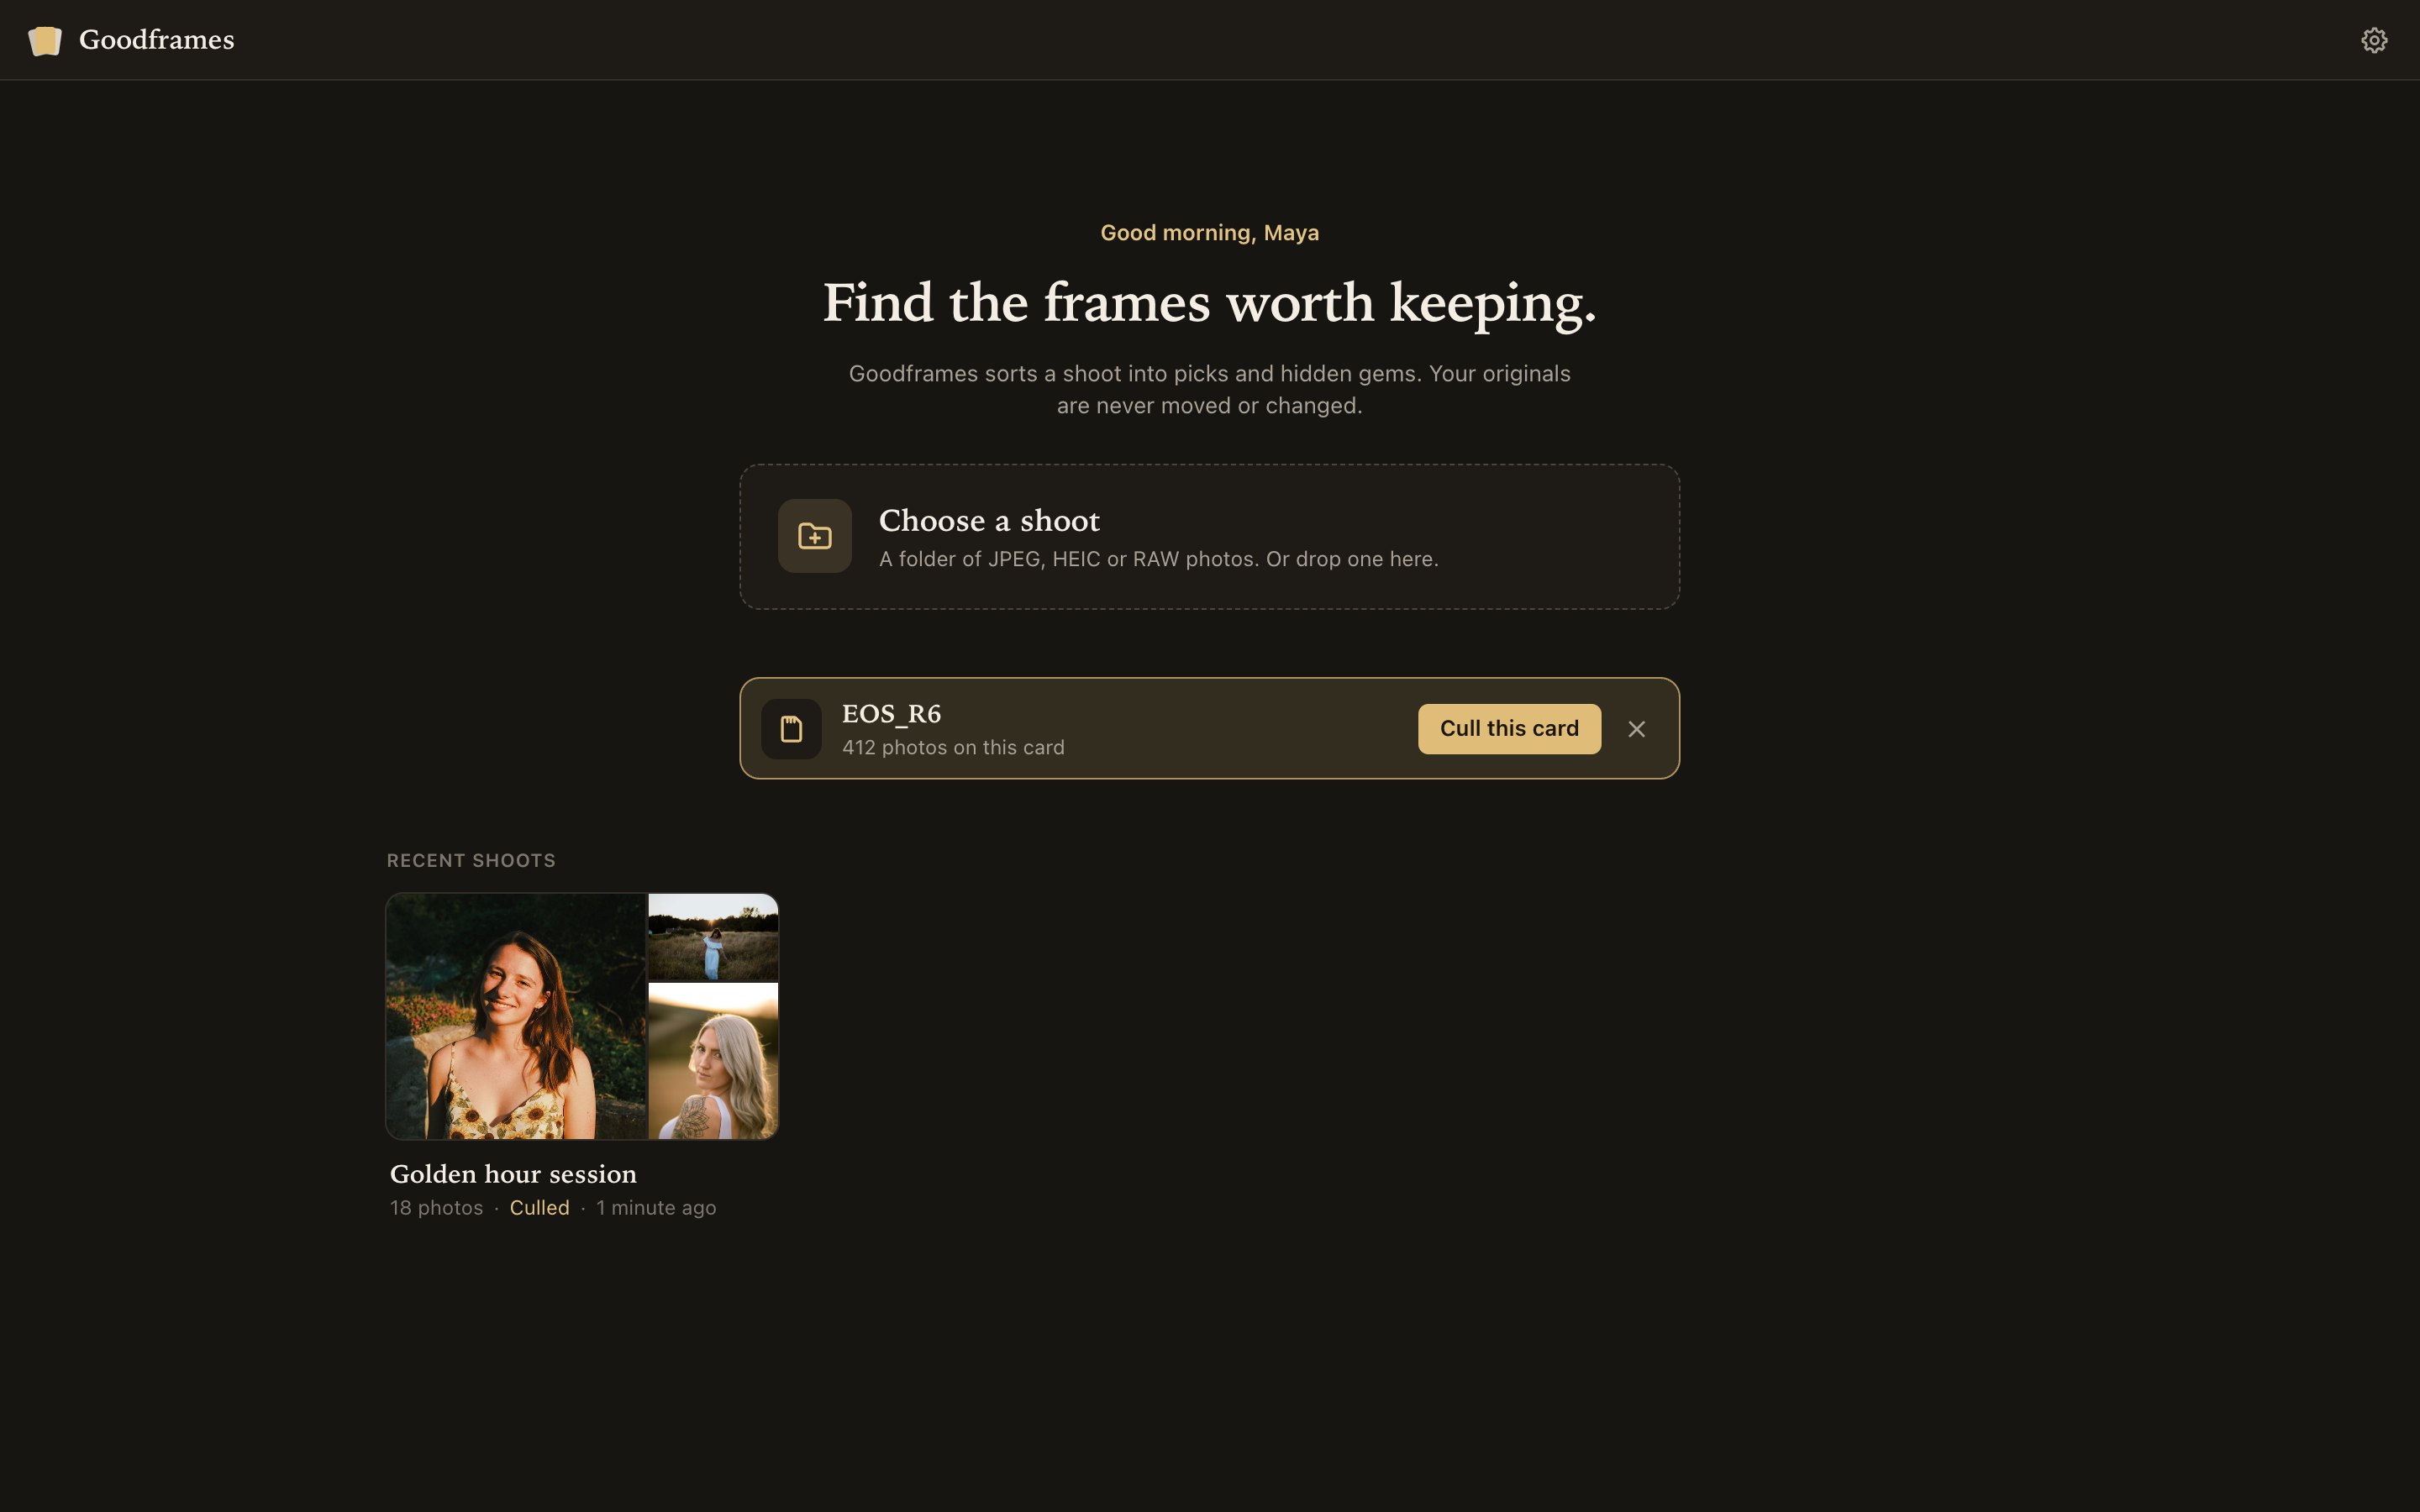 Goodframes
Good morning, Maya
Find the frames worth keeping.
Goodframes sorts a shoot into picks and hidden gems. Your originals
are never moved or changed.
Choose a shoot
A folder of JPEG, HEIC or RAW photos. Or drop one here.
EOS_R6
412 photos on this card
Cull this card
RECENT SHOOTS
Golden hour session
18 photos · Culled · 1 minute ago